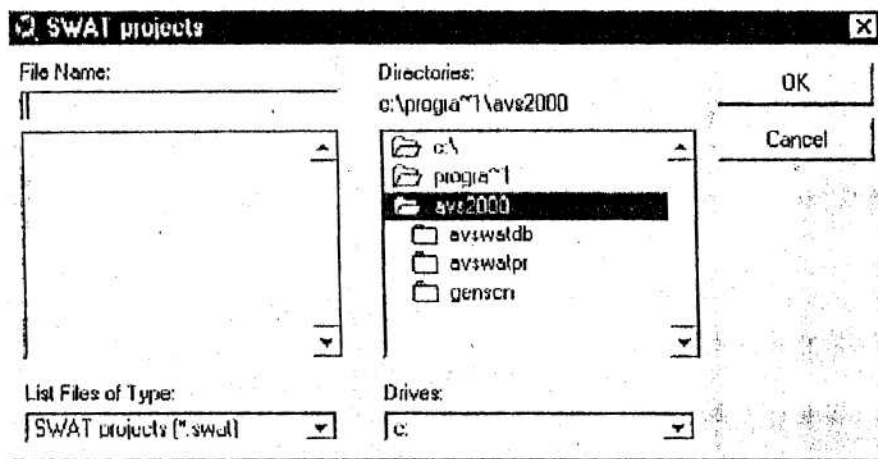 SWAT projects
File Name:
Directories:
c:\progra~1\avs2000
OK
Cancel
c:\
progra~1
avs2000
avswatdb
avswatpr
genscn
List Files of Type:
SWAT projects (*.swat)
Drives:
c: